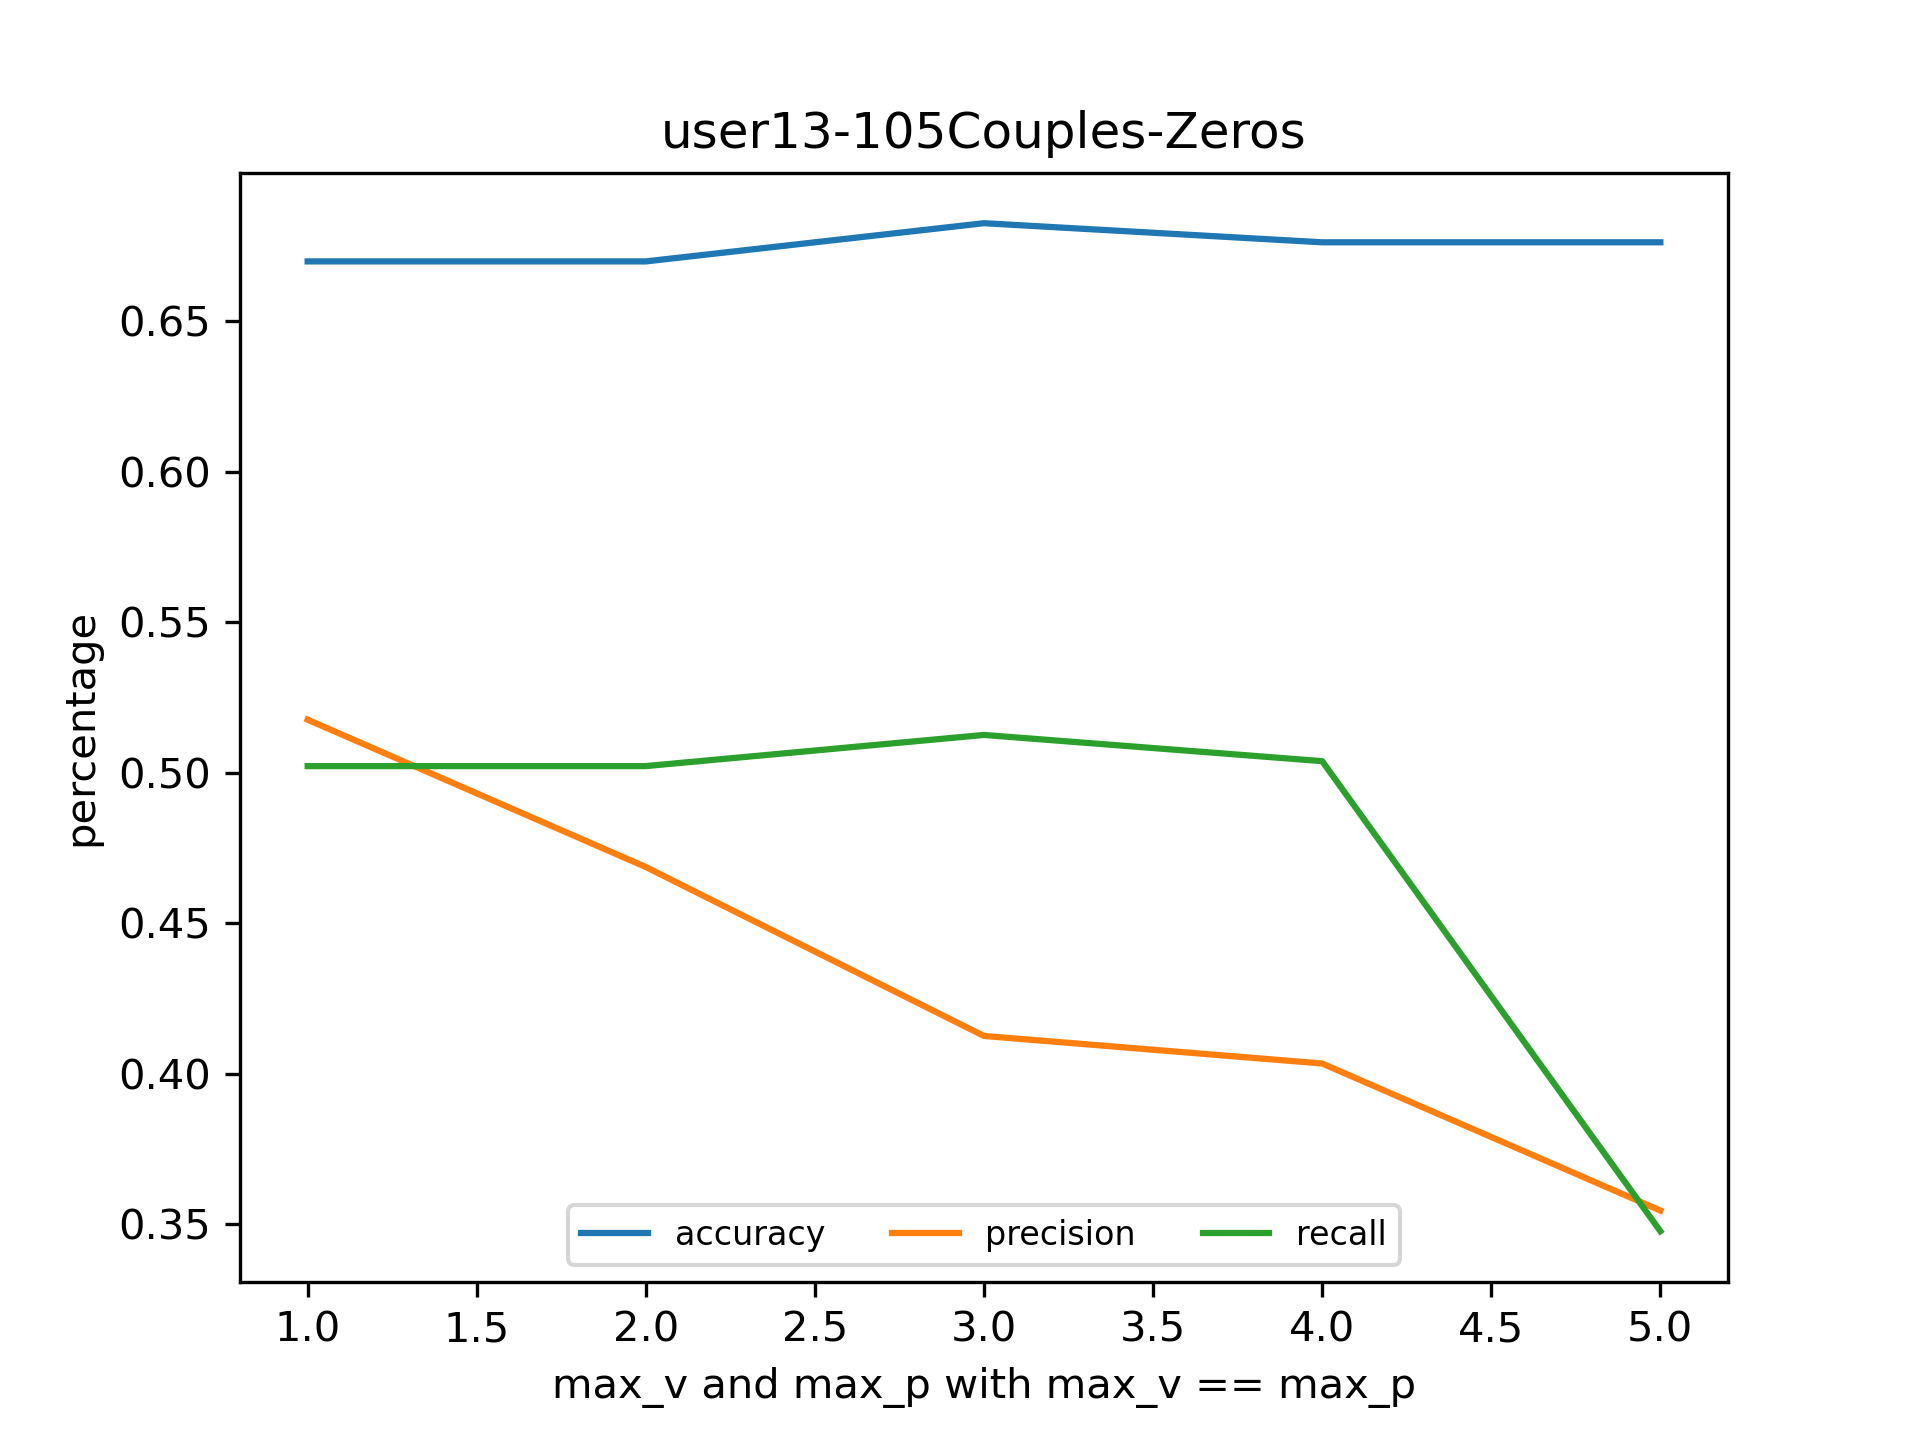 user13-105Couples-Zeros
percentage
0.65
0.60
0.55
0.50
0.45
0.40
0.35
accuracy precision recall
1.0 1.5 2.0 2.5 3.0 3.5 4.0 4.5 5.0
max_v and max_p with max_v == max_p